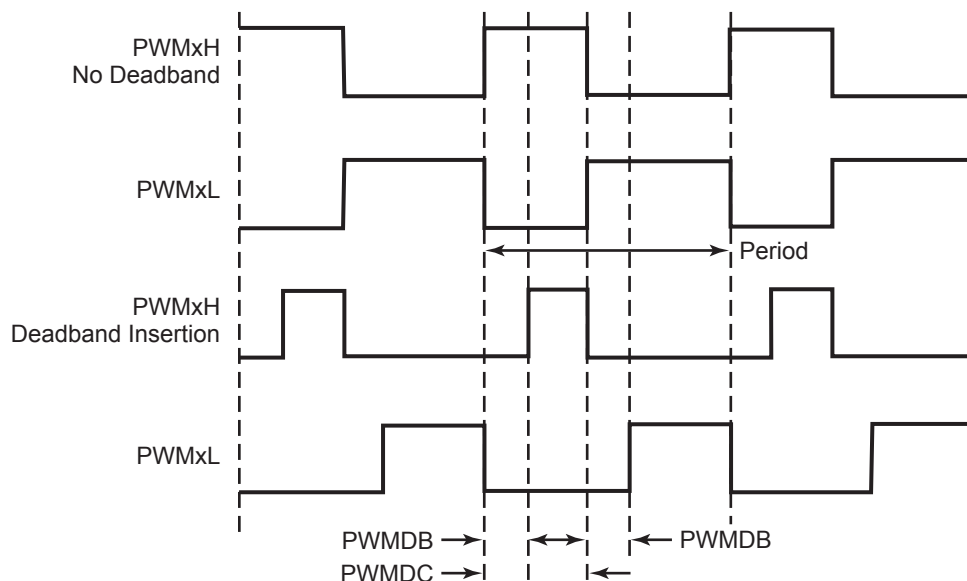 PWMxH
No Deadband
PWMxL
Period
PWMxH
Deadband Insertion
PWMxL
PWMDB
PWMDB
PWMDC